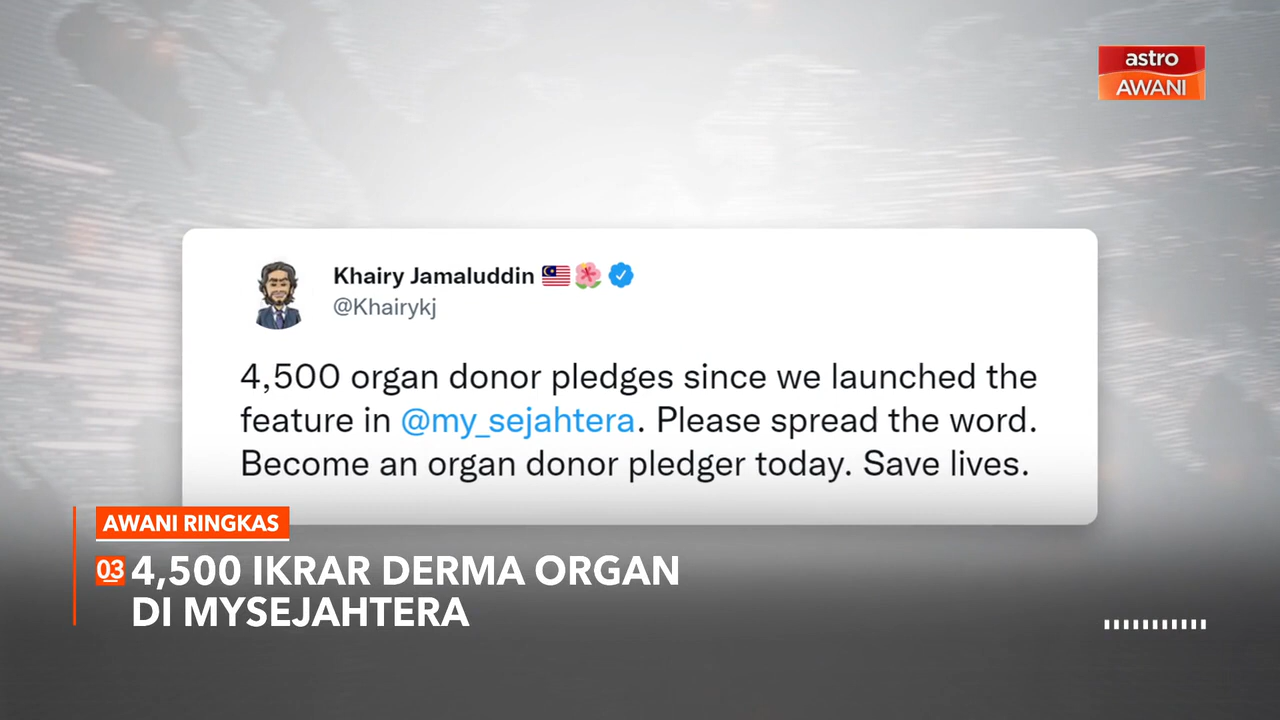 astro
AWANI
Khairy Jamaluddin
@Khairykj
4,500 organ donor pledges since we launched the
feature in @my_sejahtera. Please spread the word.
Become an organ donor pledger today. Save lives.
AWANI RINGKAS
03 4,500 IKRAR DERMA ORGAN
DI MYSEJAHTERA